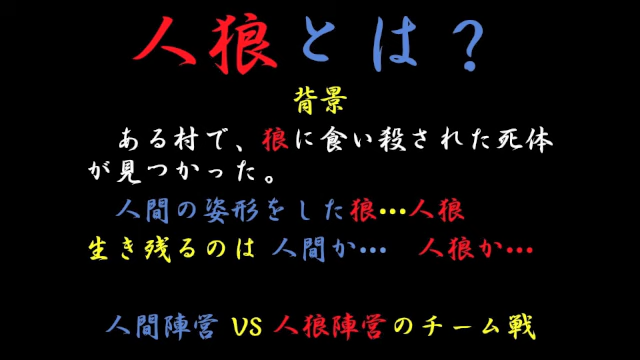 人狼とは？
背景
ある村で、狼に食い殺された死体
が見つかった。
人間の姿形をした狼…人狼
生き残るのは 人間か… 人狼か…
人間陣営 VS 人狼陣営のチーム戦